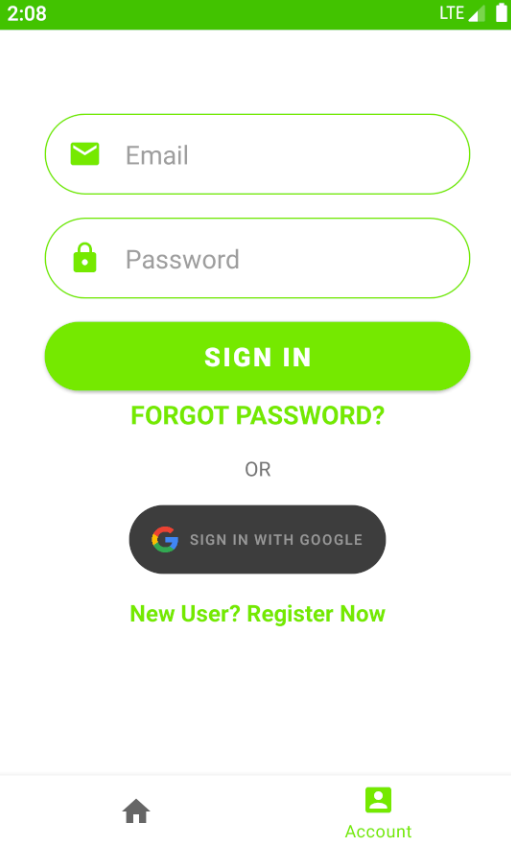 2:08 LTE
Email
Password
SIGN IN
FORGOT PASSWORD?
OR
SIGN IN WITH GOOGLE
New User? Register Now
Account